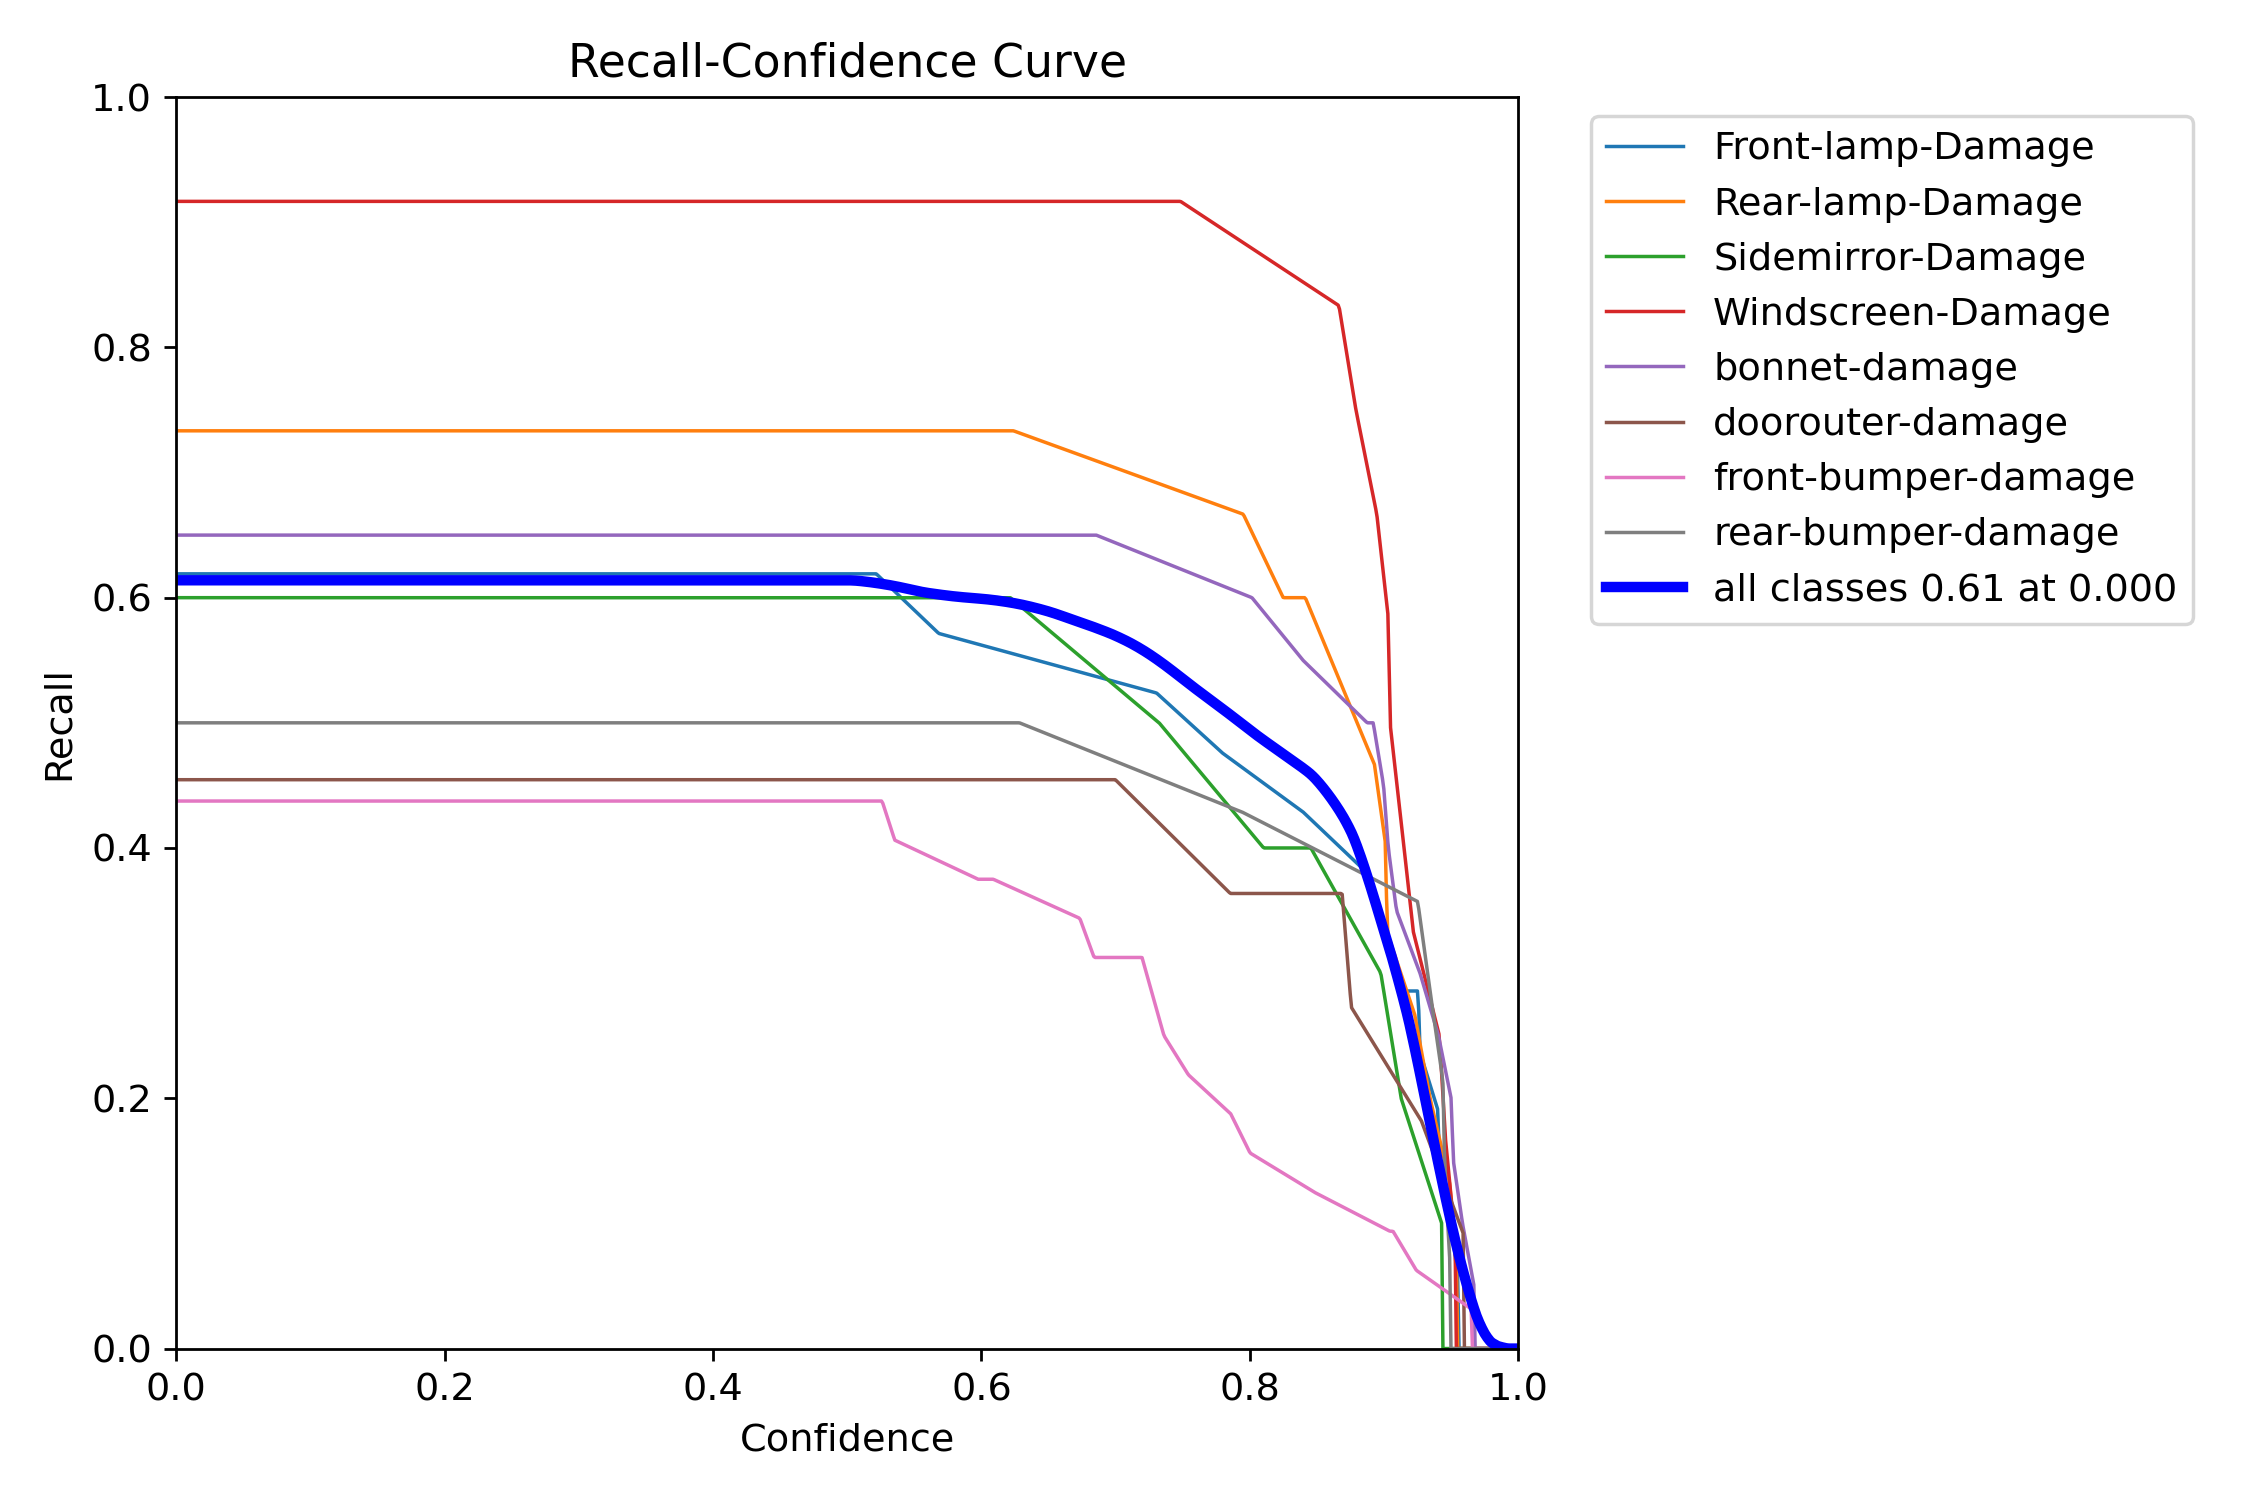 Recall-Confidence Curve
1.0
0.8
0.6
0.4
0.2
0.0
Recall
0.0 0.2 0.4 0.6 0.8 1.0
Confidence
Front-lamp-Damage
Rear-lamp-Damage
Sidemirror-Damage
Windscreen-Damage
bonnet-damage
doorouter-damage
front-bumper-damage
rear-bumper-damage
all classes 0.61 at 0.000